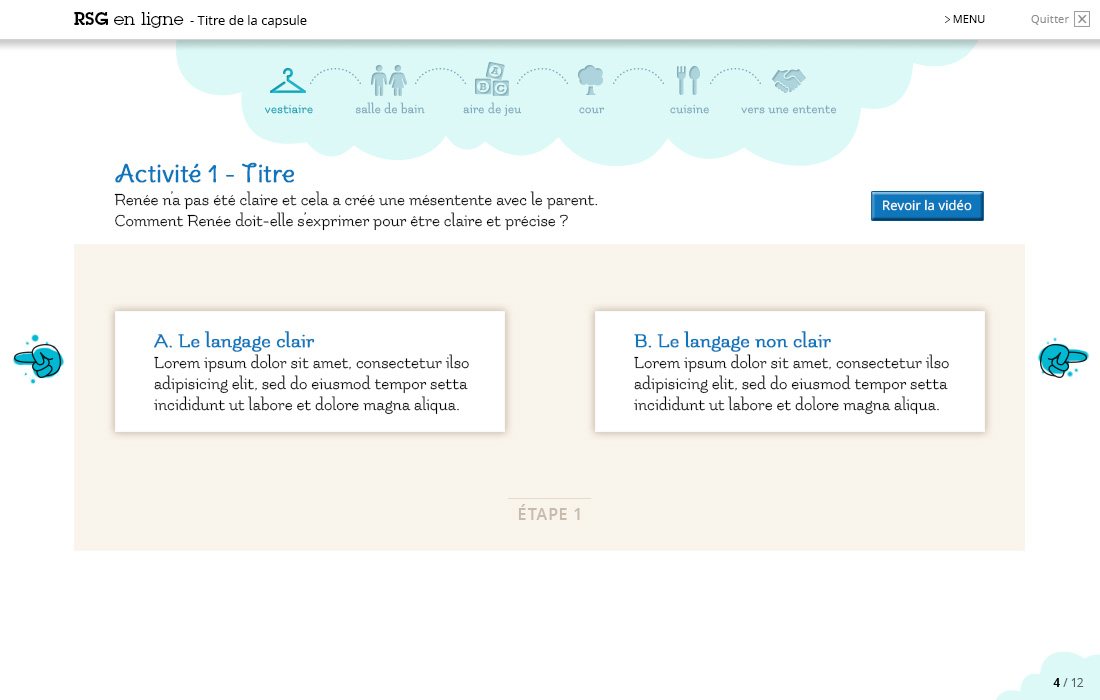 RSG en ligne - Titre de la capsule
> MENU
Quitter
vestiaire
salle de bain
A
D C
aire de jeu
cour
cuisine
vers une entente
Activité 1 - Titre
Renée n'a pas été claire et cela a créé une mésentente avec le parent.
Comment Renée doit-elle s'exprimer pour être claire et précise ?
Revoir la vidéo
A. Le langage clair
Lorem ipsum dolor sit amet, consectetur ilso
adipisicing elit, sed do eiusmod tempor setta
incididunt ut labore et dolore magna aliqua.
B. Le langage non clair
Lorem ipsum dolor sit amet, consectetur ilso
adipisicing elit, sed do eiusmod tempor setta
incididunt ut labore et dolore magna aliqua.
ÉTAPE 1
4 / 12